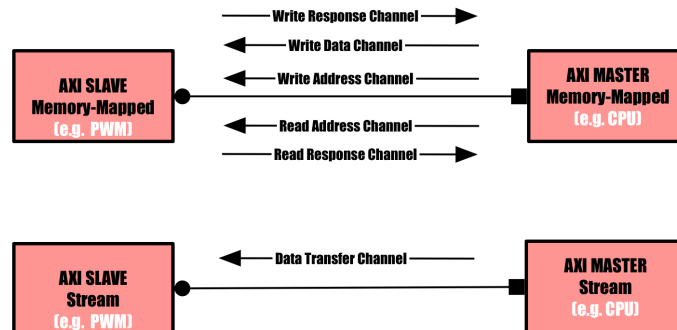 Write Response Channel
Write Data Channel
AXI SLAVE
Memory-Mapped
(e.g. PWM)
Write Address Channel
AXI MASTER
Memory-Mapped
(e.g. CPU)
Read Address Channel
Read Response Channel
AXI SLAVE
Stream
(e.g. PWM)
Data Transfer Channel
AXI MASTER
Stream
(e.g. CPU)